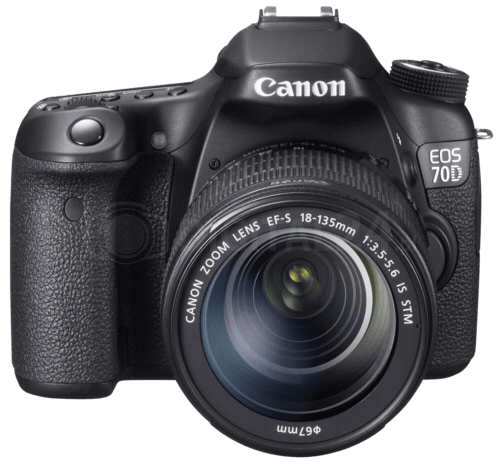 Canon
EOS
70D
CANON ZOOM LENS EF-S 18-135mm 1:3.5-5.6 IS STM
φ67mm